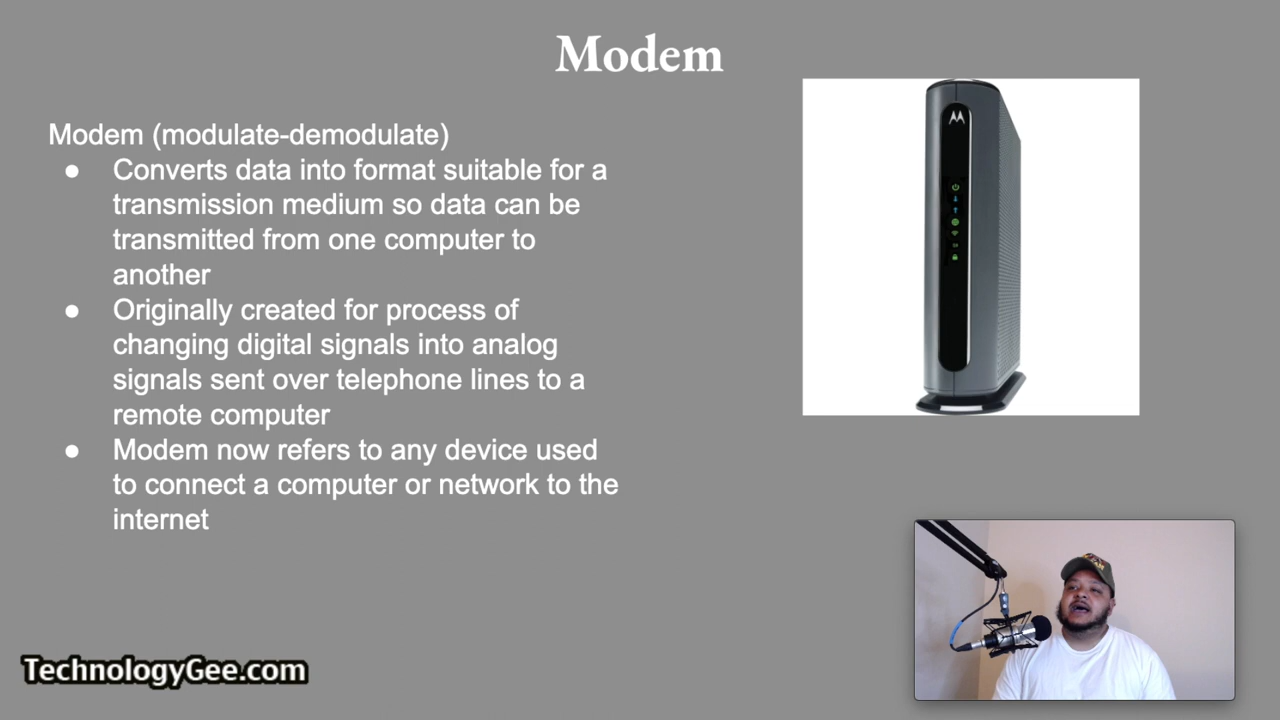 Modem
Modem (modulate-demodulate)
● Converts data into format suitable for a
transmission medium so data can be
transmitted from one computer to
another
● Originally created for process of
changing digital signals into analog
signals sent over telephone lines to a
remote computer
● Modem now refers to any device used
to connect a computer or network to the
internet
TechnologyGee.com